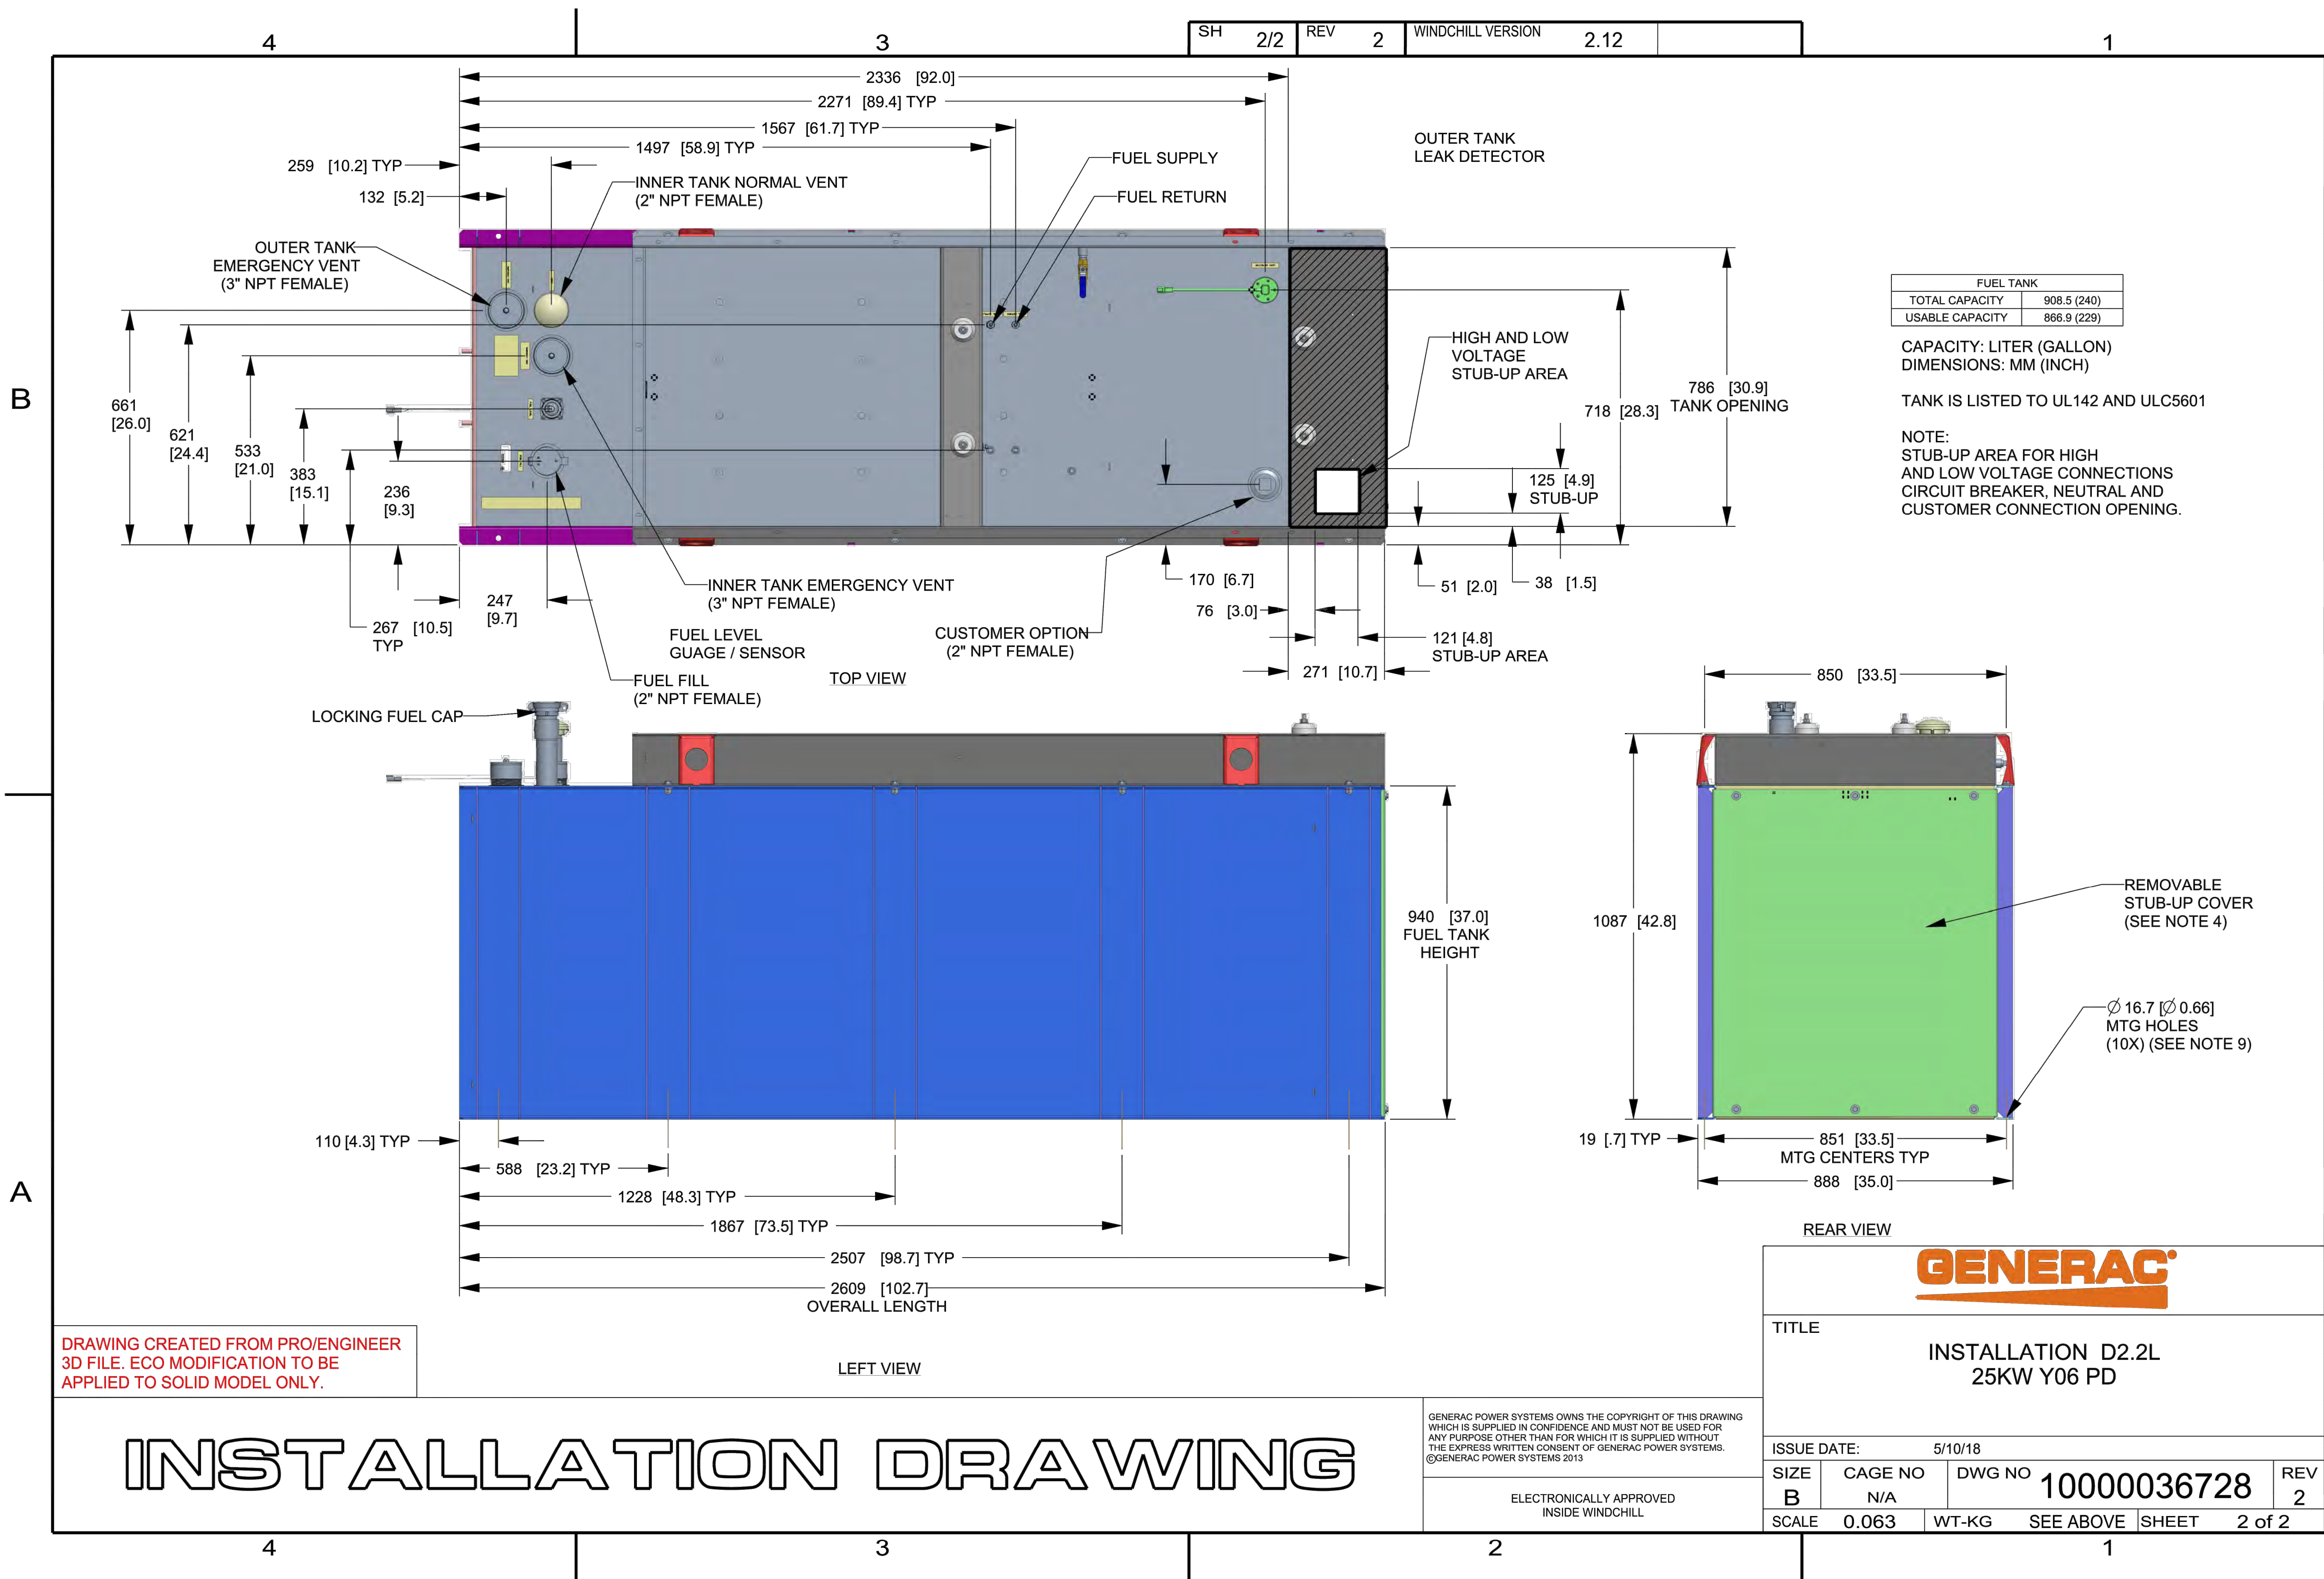 4
3
SH 2/2
REV 2
WINDCHILL VERSION 2.12
1
2336 [92.0]
2271 [89.4] TYP
1567 [61.7] TYP
1497 [58.9] TYP
259 [10.2] TYP
132 [5.2]
FUEL SUPPLY
FUEL RETURN
INNER TANK NORMAL VENT
(2" NPT FEMALE)
OUTER TANK
LEAK DETECTOR
OUTER TANK
EMERGENCY VENT
(3" NPT FEMALE)
FUEL TANK
TOTAL CAPACITY 908.5 (240)
USABLE CAPACITY 866.9 (229)
CAPACITY: LITER (GALLON)
DIMENSIONS: MM (INCH)
TANK IS LISTED TO UL142 AND ULC5601
NOTE:
STUB-UP AREA FOR HIGH
AND LOW VOLTAGE CONNECTIONS
CIRCUIT BREAKER, NEUTRAL AND
CUSTOMER CONNECTION OPENING.
HIGH AND LOW
VOLTAGE
STUB-UP AREA
786 [30.9]
TANK OPENING
718 [28.3]
B
661
[26.0]
621
[24.4]
533
[21.0]
383
[15.1]
236
[9.3]
125 [4.9]
STUB-UP
170 [6.7]
51 [2.0]
38 [1.5]
76 [3.0]
121 [4.8]
STUB-UP AREA
271 [10.7]
247
[9.7]
267 [10.5]
TYP
INNER TANK EMERGENCY VENT
(3" NPT FEMALE)
FUEL LEVEL
GUAGE / SENSOR
CUSTOMER OPTION
(2" NPT FEMALE)
FUEL FILL
(2" NPT FEMALE)
TOP VIEW
LOCKING FUEL CAP
850 [33.5]
940 [37.0]
FUEL TANK
HEIGHT
1087 [42.8]
REMOVABLE
STUB-UP COVER
(SEE NOTE 4)
∅ 16.7 [∅ 0.66]
MTG HOLES
(10X) (SEE NOTE 9)
110 [4.3] TYP
588 [23.2] TYP
1228 [48.3] TYP
1867 [73.5] TYP
2507 [98.7] TYP
2609 [102.7]
OVERALL LENGTH
19 [.7] TYP
851 [33.5]
MTG CENTERS TYP
888 [35.0]
A
REAR VIEW
LEFT VIEW
DRAWING CREATED FROM PRO/ENGINEER
3D FILE. ECO MODIFICATION TO BE
APPLIED TO SOLID MODEL ONLY.
INSTALLATION DRAWING
GENERAC POWER SYSTEMS OWNS THE COPYRIGHT OF THIS DRAWING
WHICH IS SUPPLIED IN CONFIDENCE AND MUST NOT BE USED FOR
ANY PURPOSE OTHER THAN FOR WHICH IT IS SUPPLIED WITHOUT
THE EXPRESS WRITTEN CONSENT OF GENERAC POWER SYSTEMS.
©GENERAC POWER SYSTEMS 2013
ELECTRONICALLY APPROVED
INSIDE WINDCHILL
GENERAC®
TITLE
INSTALLATION D2.2L
25KW Y06 PD
ISSUE DATE: 5/10/18
SIZE B
CAGE NO N/A
DWG NO 10000036728
REV 2
SCALE 0.063
WT-KG SEE ABOVE
SHEET 2 of 2
4
3
2
1